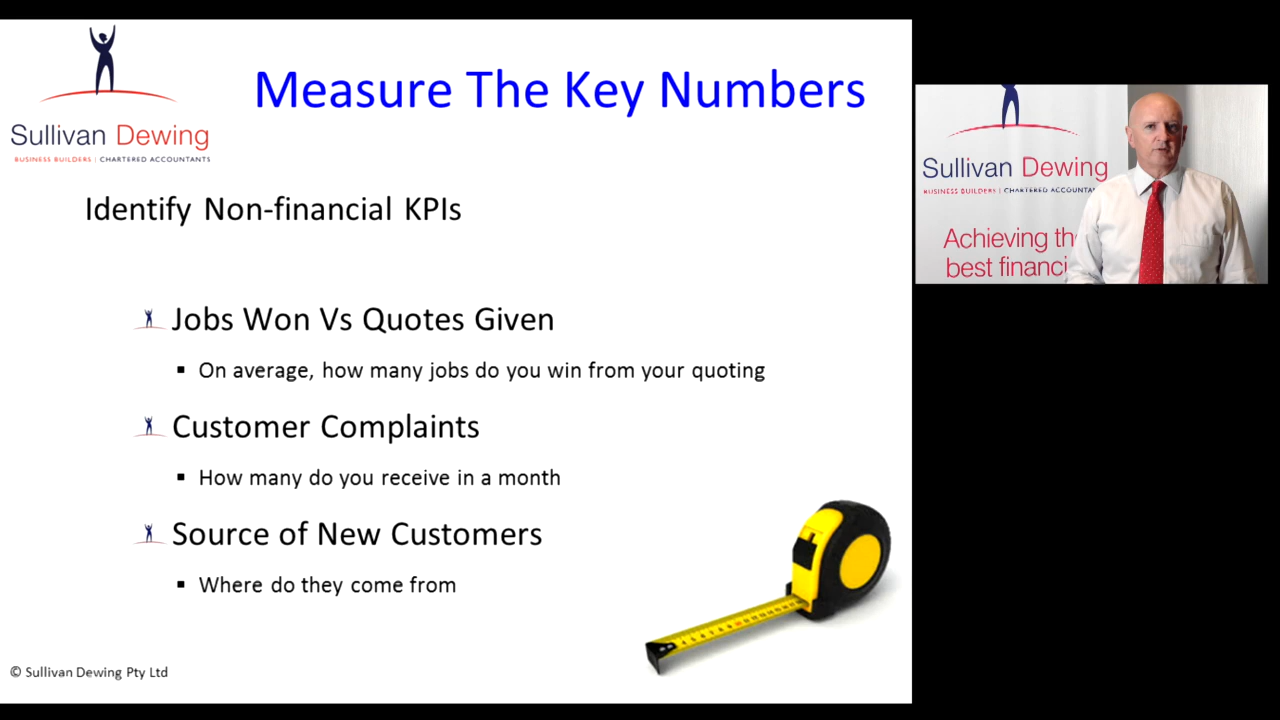 Sullivan Dewing
BUSINESS BUILDERS | CHARTERED ACCOUNTANTS
Measure The Key Numbers
Identify Non-financial KPIs
Jobs Won Vs Quotes Given
▪ On average, how many jobs do you win from your quoting
Customer Complaints
▪ How many do you receive in a month
Source of New Customers
▪ Where do they come from
© Sullivan Dewing Pty Ltd
Sullivan Dewing
BUSINESS BUILDERS | CHARTERED ACCOUNTA
Achieving the
best financi